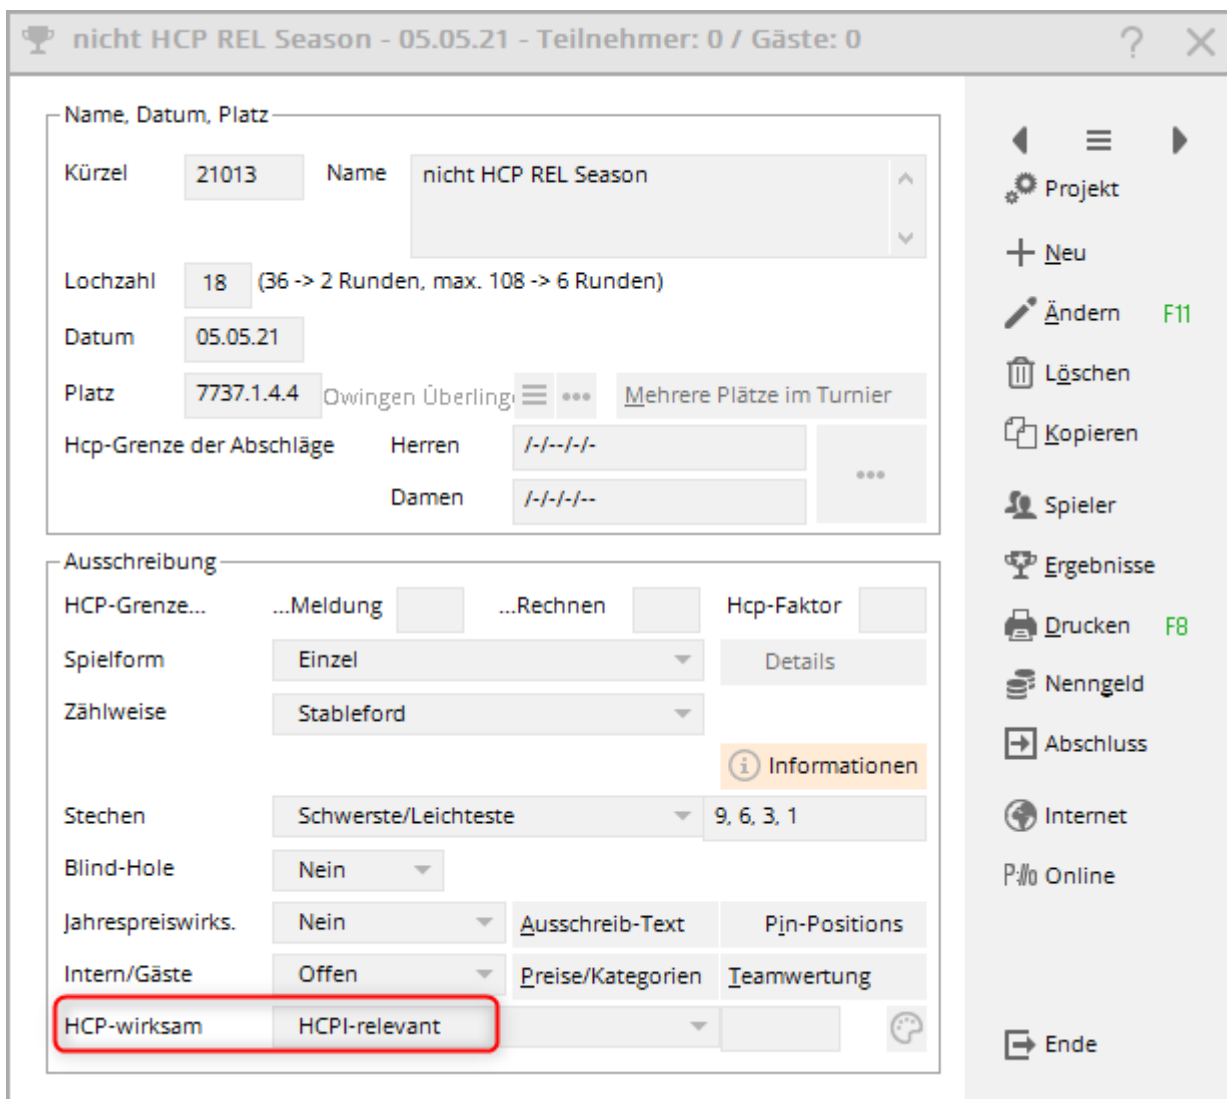 nicht HCP REL Season - 05.05.21 - Teilnehmer: 0 / Gäste: 0 ?
Name, Datum, Platz
Kürzel 21013 Name nicht HCP REL Season
Lochzahl 18 (36 -> 2 Runden, max. 108 -> 6 Runden)
Datum 05.05.21
Platz 7737.1.4.4 Owingen Überling Mehrere Plätze im Turnier
Hcp-Grenze der Abschläge Herren /-/--/-/-
Damen /-/-/-/--
Ausschreibung
HCP-Grenze... ...Meldung ...Rechnen Hcp-Faktor
Spielform Einzel Details
Zählweise Stableford
Informationen
Stechen Schwerste/Leichteste 9, 6, 3, 1
Blind-Hole Nein
Jahrespreiswirks. Nein Ausschreib-Text Pin-Positions
Intern/Gäste Offen Preise/Kategorien Teamwertung
HCP-wirksam HCPI-relevant
Projekt
Neu
Ändern F11
Löschen
Kopieren
Spieler
Ergebnisse
Drucken F8
Nenngeld
Abschluss
Internet
P:// Online
Ende